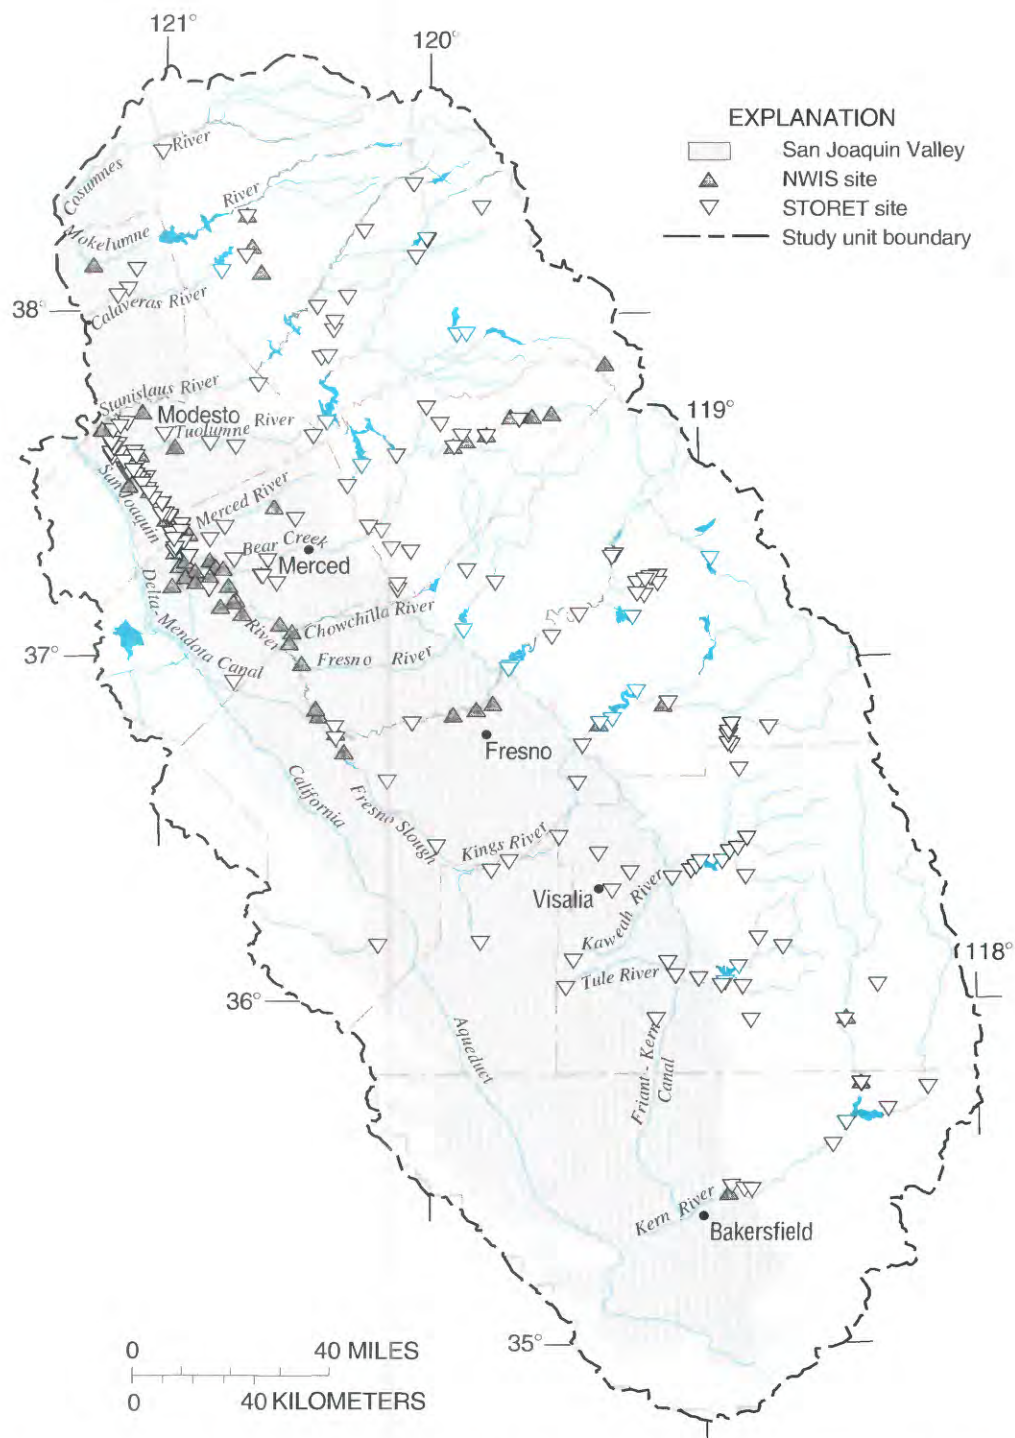 121°
120°
EXPLANATION
San Joaquin Valley
NWIS site
STORET site
Study unit boundary
Cosumnes River
Mokelumne River
Calaveras River
38°
Stanislaus River
Modesto
Tuolumne River
119°
San Joaquin River
Merced River
Bear Creek
Merced
Delta-Mendota Canal
Chowchilla River
Fresno River
37°
Fresno
California Aqueduct
Fresno Slough
Kings River
Visalia
Kaweah River
Tule River
118°
36°
Friant - Kern
Canal
Kern River
Bakersfield
35°
0 40 MILES
0 40 KILOMETERS